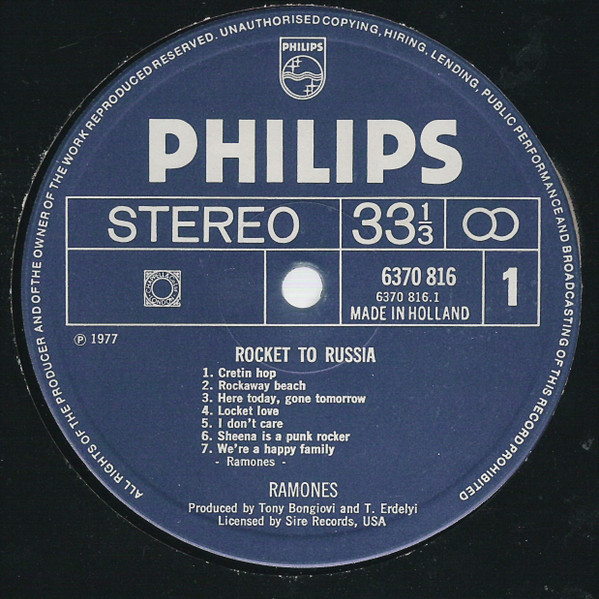 ALL RIGHTS OF THE PRODUCER AND OF THE OWNER OF THE WORK REPRODUCED RESERVED. UNAUTHORISED COPYING, HIRING, LENDING, PUBLIC PERFORMANCE AND BROADCASTING OF THIS RECORD PROHIBITED
PHILIPS
PHILIPS
STEREO 33 1/3
6370 816 1
6370 816.1
MADE IN HOLLAND
℗ 1977
ROCKET TO RUSSIA
1. Cretin hop
2. Rockaway beach
3. Here today, gone tomorrow
4. Locket love
5. I don't care
6. Sheena is a punk rocker
7. We're a happy family
- Ramones -
RAMONES
Produced by Tony Bongiovi and T. Erdelyi
Licensed by Sire Records, USA